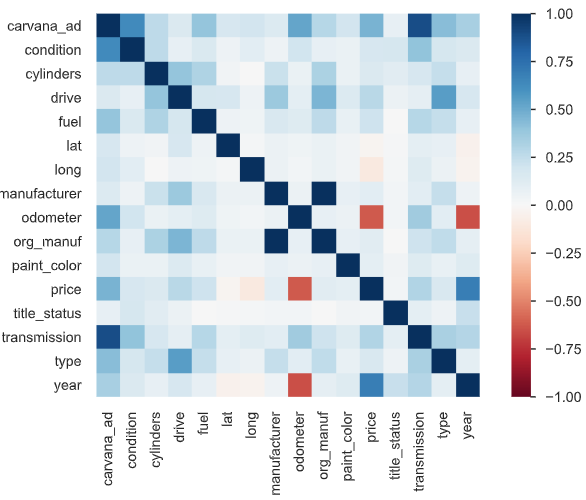 carvana_ad
condition
cylinders
drive
fuel
lat
long
manufacturer
odometer
org_manuf
paint_color
price
title_status
transmission
type
year
carvana_ad
condition
cylinders
drive
fuel
lat
long
manufacturer
odometer
org_manuf
paint_color
price
title_status
transmission
type
year
1.00
0.75
0.50
0.25
0.00
−0.25
−0.50
−0.75
−1.00